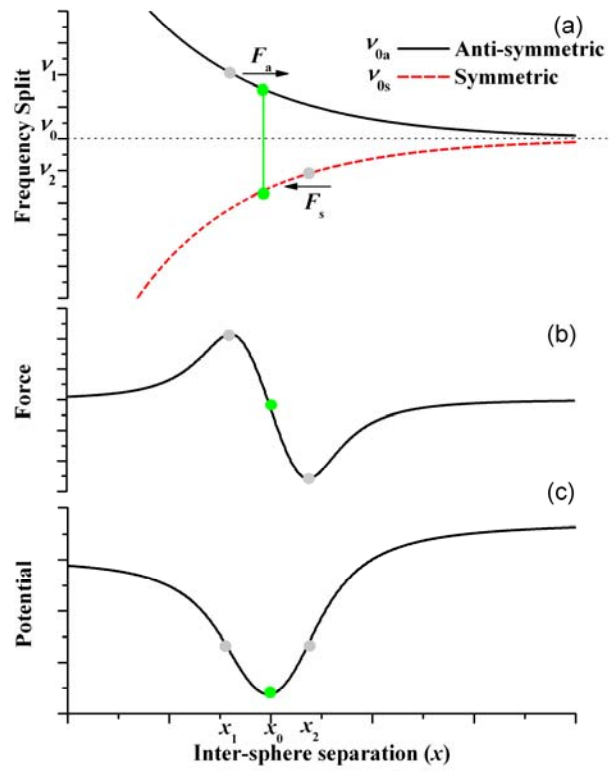 (a)
ν0a Anti-symmetric
ν0s Symmetric
Fa
Fs
ν1
ν0
ν2
Frequency Split
(b)
Force
(c)
Potential
x1 x0 x2
Inter-sphere separation (x)